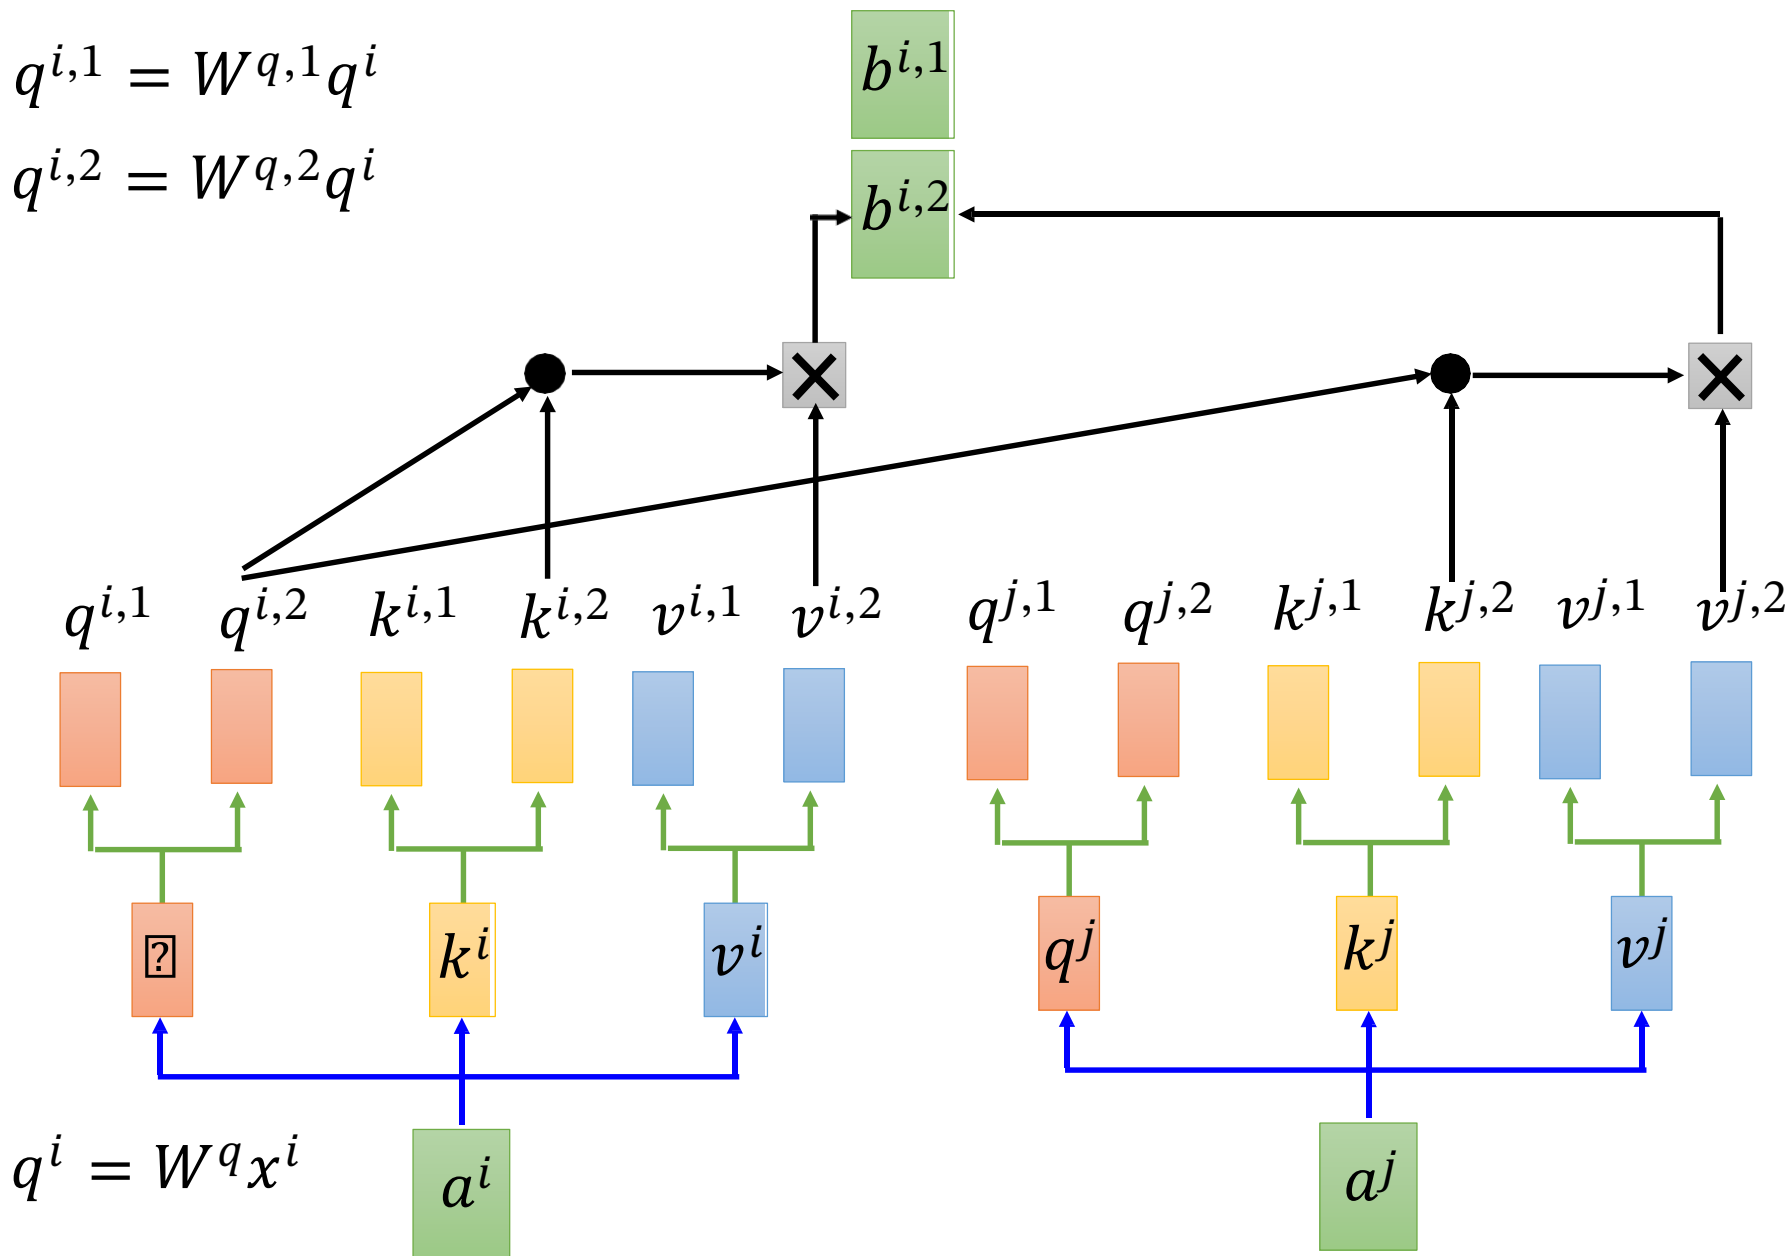 q^{i,1} = W^{q,1}q^i
q^{i,2} = W^{q,2}q^i
b^{i,1}
b^{i,2}
q^{i,1} q^{i,2} k^{i,1} k^{i,2} v^{i,1} v^{i,2} q^{j,1} q^{j,2} k^{j,1} k^{j,2} v^{j,1} v^{j,2}
k^i v^i q^j k^j v^j
q^i = W^q x^i
a^i a^j